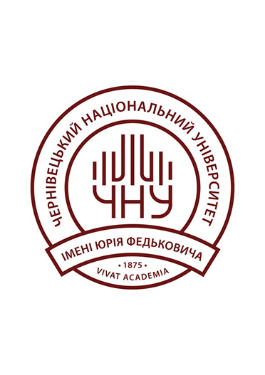 ЧЕРНІВЕЦЬКИЙ НАЦІОНАЛЬНИЙ УНІВЕРСИТЕТ
ЧНУ
ІМЕНІ ЮРІЯ ФЕДЬКОВИЧА
• 1875 •
VIVAT ACADEMIA